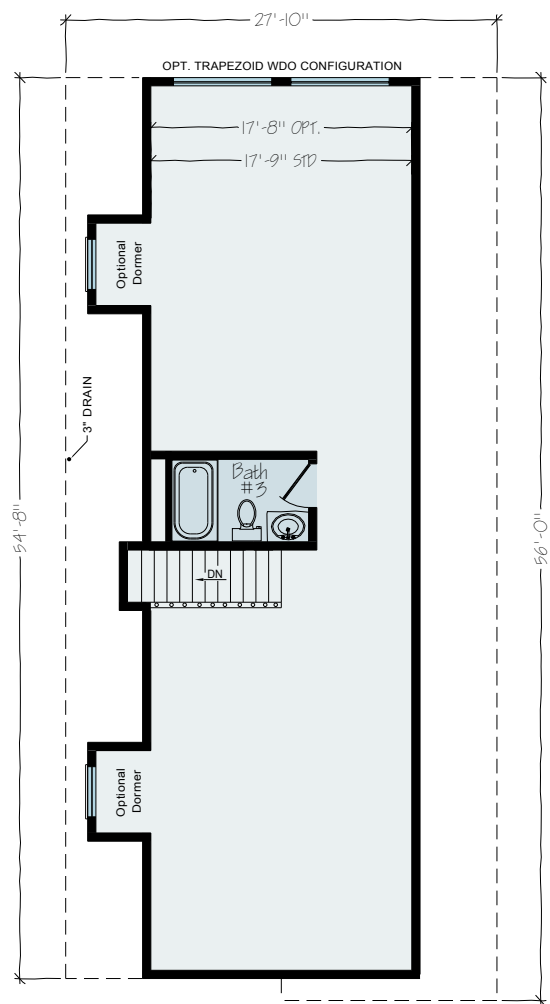 27'-10"
OPT. TRAPEZOID WDO CONFIGURATION
17'-8" OPT.
17'-9" STD
Optional
Dormer
3" DRAIN
Bath
#3
54'-8"
56'-0"
DN
Optional
Dormer